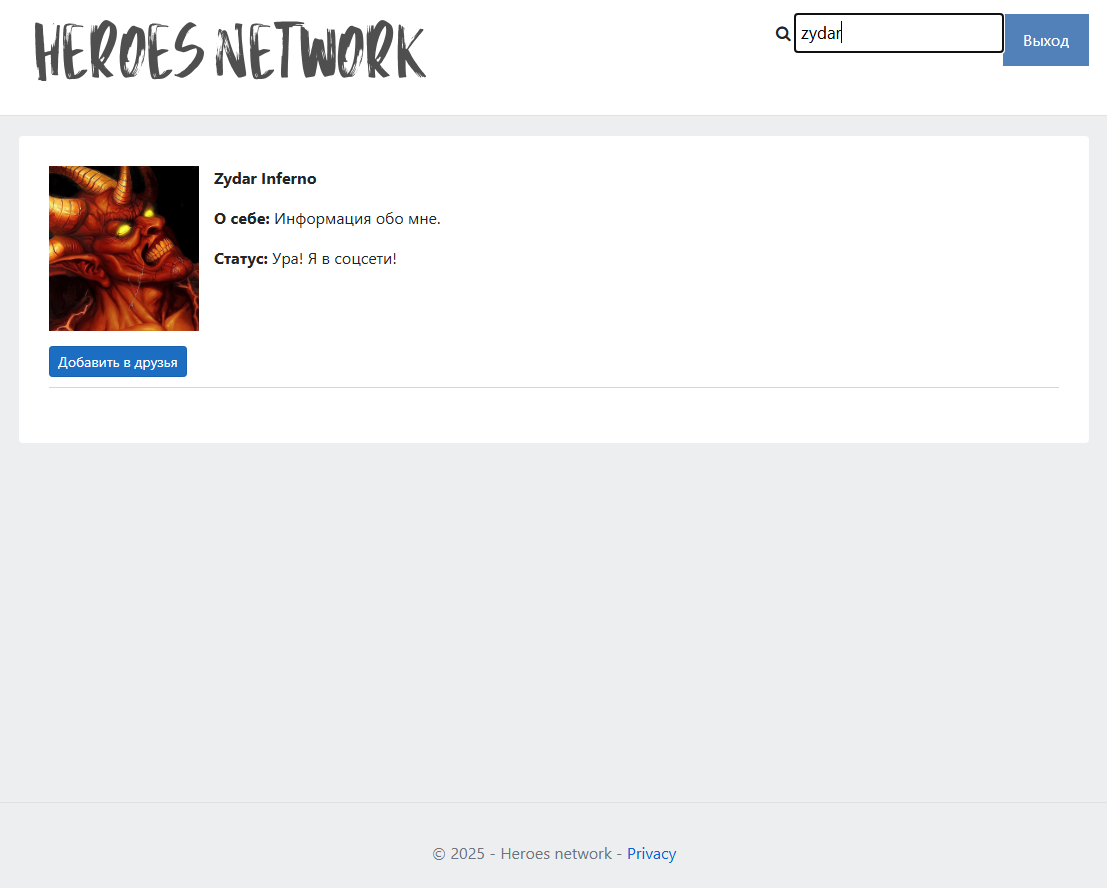 HEROES NETWORK
zydar
Выход
Zydar Inferno
О себе: Информация обо мне.
Статус: Ура! Я в соцсети!
Добавить в друзья
© 2025 - Heroes network - Privacy